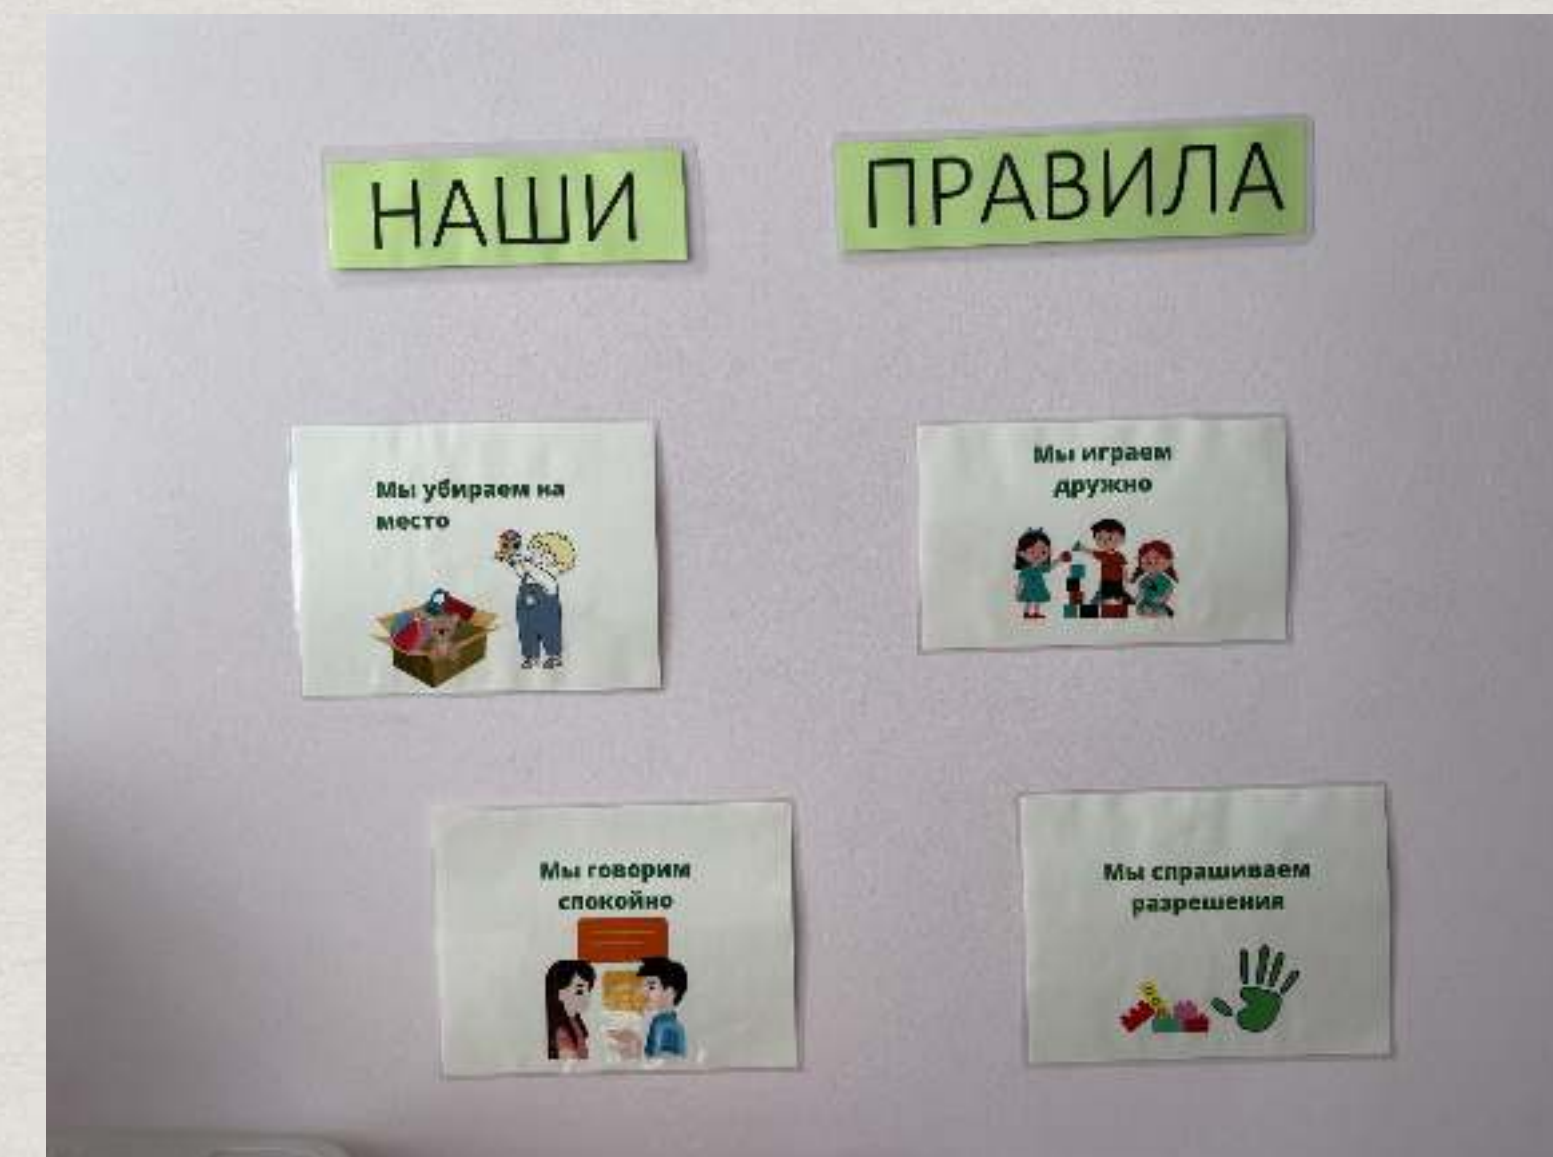 НАШИ ПРАВИЛА
Мы убираем на
место
Мы играем
дружно
Мы говорим
спокойно
Мы спрашиваем
разрешения